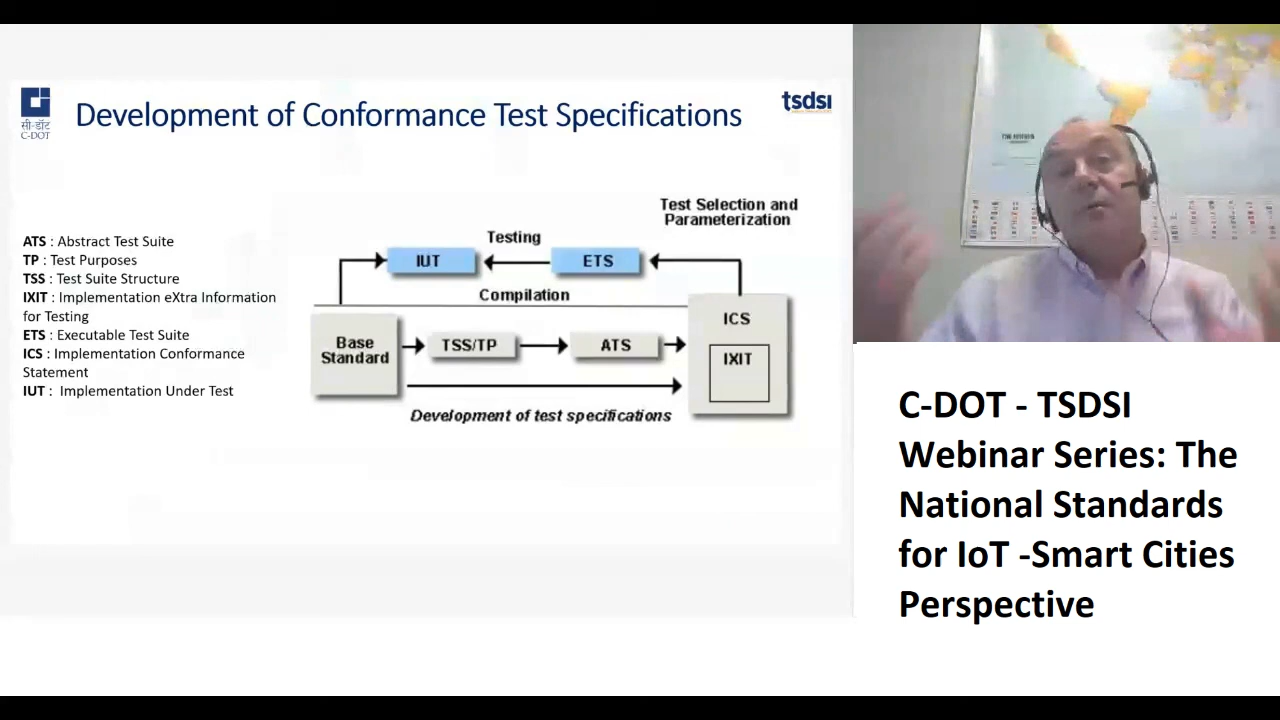 सी-डॉट
C-DOT
Development of Conformance Test Specifications
tsdsi
ATS : Abstract Test Suite
TP : Test Purposes
TSS : Test Suite Structure
IXIT : Implementation eXtra Information
for Testing
ETS : Executable Test Suite
ICS : Implementation Conformance
Statement
IUT :  Implementation Under Test
Test Selection and
Parameterization
Testing
IUT
ETS
Compilation
Base
Standard
TSS/TP
ATS
ICS
IXIT
Development of test specifications
C-DOT - TSDSI
Webinar Series: The
National Standards
for IoT -Smart Cities
Perspective